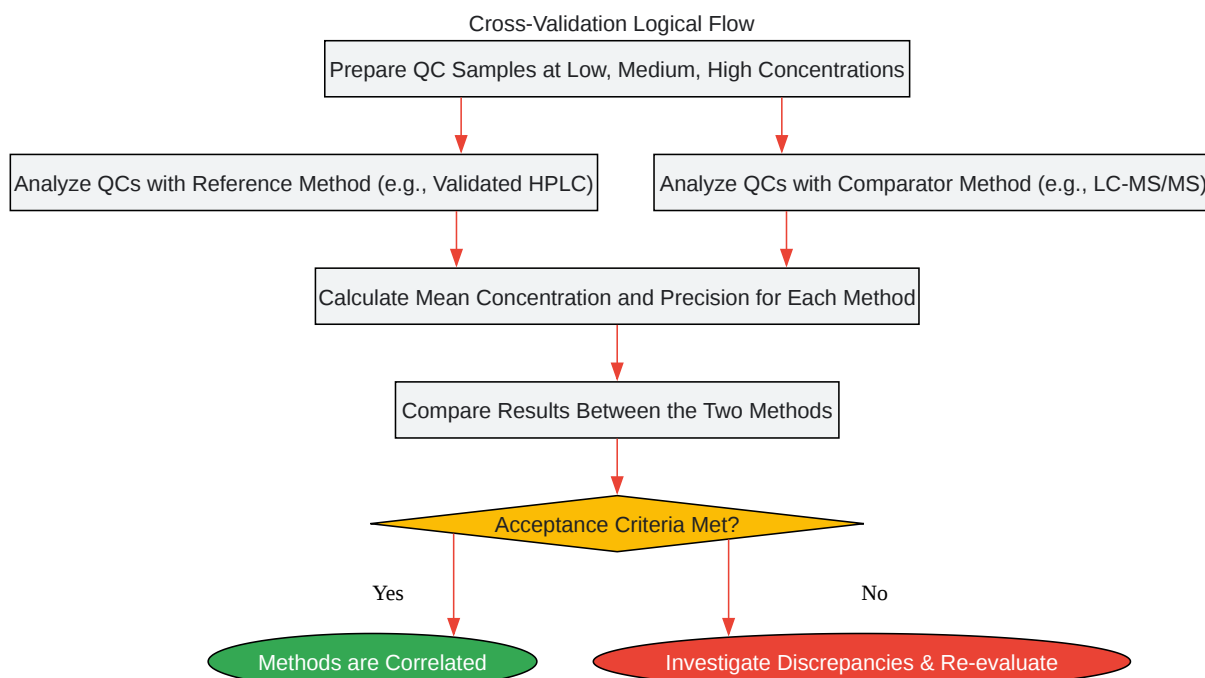 Cross-Validation Logical Flow
Prepare QC Samples at Low, Medium, High Concentrations
Analyze QCs with Reference Method (e.g., Validated HPLC)
Analyze QCs with Comparator Method (e.g., LC-MS/MS)
Calculate Mean Concentration and Precision for Each Method
Compare Results Between the Two Methods
Acceptance Criteria Met?
Yes
No
Methods are Correlated
Investigate Discrepancies & Re-evaluate